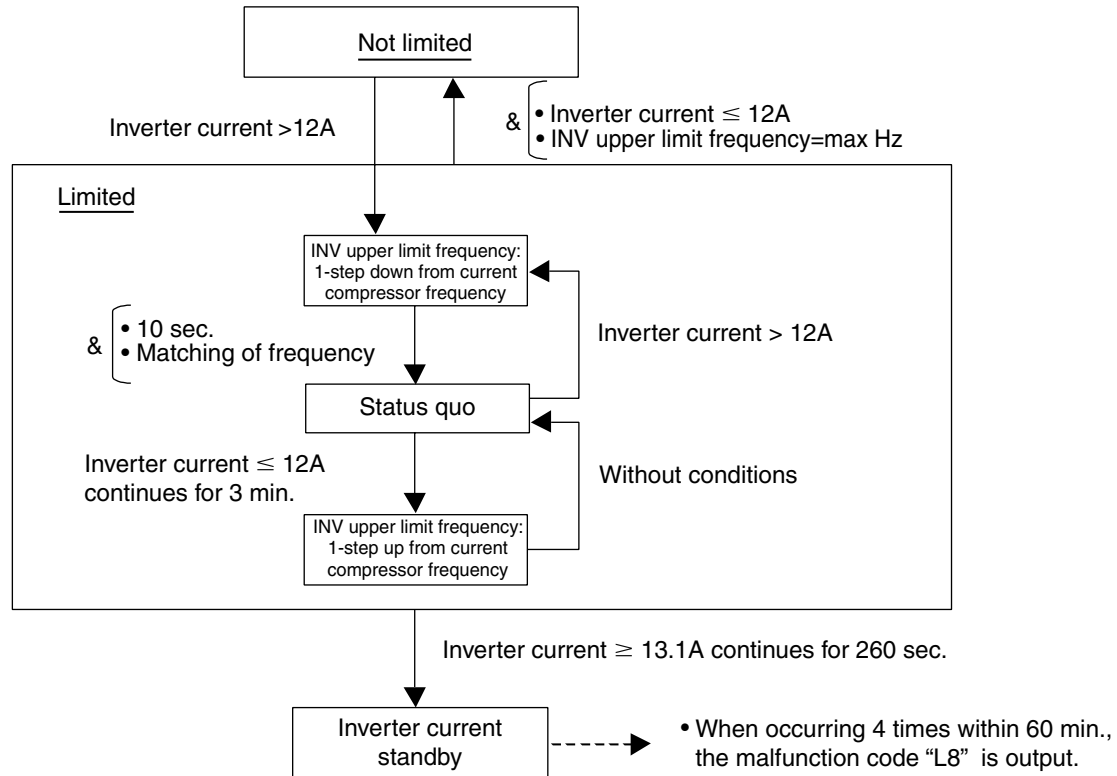 Not limited
Inverter current >12A
&
• Inverter current ≤ 12A
• INV upper limit frequency=max Hz
Limited
INV upper limit frequency:
1-step down from current
compressor frequency
&
• 10 sec.
• Matching of frequency
Inverter current > 12A
Status quo
Inverter current ≤ 12A
continues for 3 min.
Without conditions
INV upper limit frequency:
1-step up from current
compressor frequency
Inverter current ≥ 13.1A continues for 260 sec.
Inverter current
standby
• When occurring 4 times within 60 min.,
the malfunction code “L8” is output.